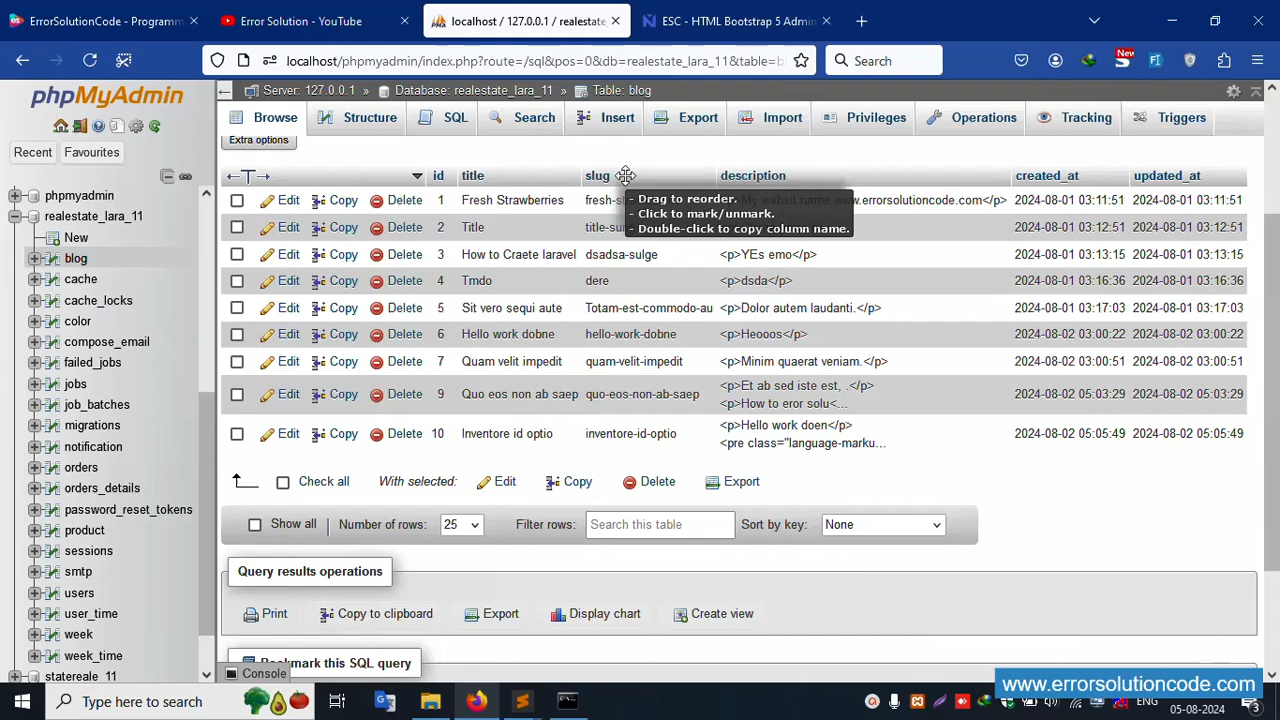 ErrorSolutionCode - Programm
Error Solution - YouTube
localhost / 127.0.0.1 / realestate
ESC - HTML Bootstrap 5 Admin
localhost/phpmyadmin/index.php?route=/sql&pos=0&db=realestate_lara_11&table=bl
Search
New
phpMyAdmin
Recent
Favourites
phpmyadmin
realestate_lara_11
New
blog
cache
cache_locks
color
compose_email
failed_jobs
jobs
job_batches
migrations
notification
orders
orders_details
password_reset_tokens
product
sessions
smtp
users
user_time
week
week_time
statereale_11
Server: 127.0.0.1 » Database: realestate_lara_11 » Table: blog
Browse Structure SQL Search Insert Export Import Privileges Operations Tracking Triggers
Extra options
id title slug description created_at updated_at
- Drag to reorder.
- Click to mark/unmark.
- Double-click to copy column name.
Edit Copy Delete 1 Fresh Strawberries www.errorsolutioncode.com</p> 2024-08-01 03:11:51 2024-08-01 03:11:51
Edit Copy Delete 2 Title 2024-08-01 03:12:51 2024-08-01 03:12:51
Edit Copy Delete 3 How to Craete laravel dsadsa-sulge <p>YEs emo</p> 2024-08-01 03:13:15 2024-08-01 03:13:15
Edit Copy Delete 4 Tmdo dere <p>dsda</p> 2024-08-01 03:16:36 2024-08-01 03:16:36
Edit Copy Delete 5 Sit vero sequi aute Totam-est-commodo-au <p>Dolor autem laudanti.</p> 2024-08-01 03:17:03 2024-08-01 03:17:03
Edit Copy Delete 6 Hello work dobne hello-work-dobne <p>Heooos</p> 2024-08-02 03:00:22 2024-08-02 03:00:22
Edit Copy Delete 7 Quam velit impedit quam-velit-impedit <p>Minim quaerat veniam.</p> 2024-08-02 03:00:51 2024-08-02 03:00:51
Edit Copy Delete 9 Quo eos non ab saep quo-eos-non-ab-saep <p>Et ab sed iste est, .</p> 2024-08-02 05:03:29 2024-08-02 05:03:29
<p>How to eror solu<...
Edit Copy Delete 10 Inventore id optio inventore-id-optio <p>Hello work doen</p> 2024-08-02 05:05:49 2024-08-02 05:05:49
<pre class="language-marku...
Check all With selected: Edit Copy Delete Export
Show all Number of rows: 25 Filter rows: Search this table Sort by key: None
Query results operations
Print Copy to clipboard Export Display chart Create view
Bookmark this SQL query
Console
www.errorsolutioncode.com
Type here to search
05-08-2024
3